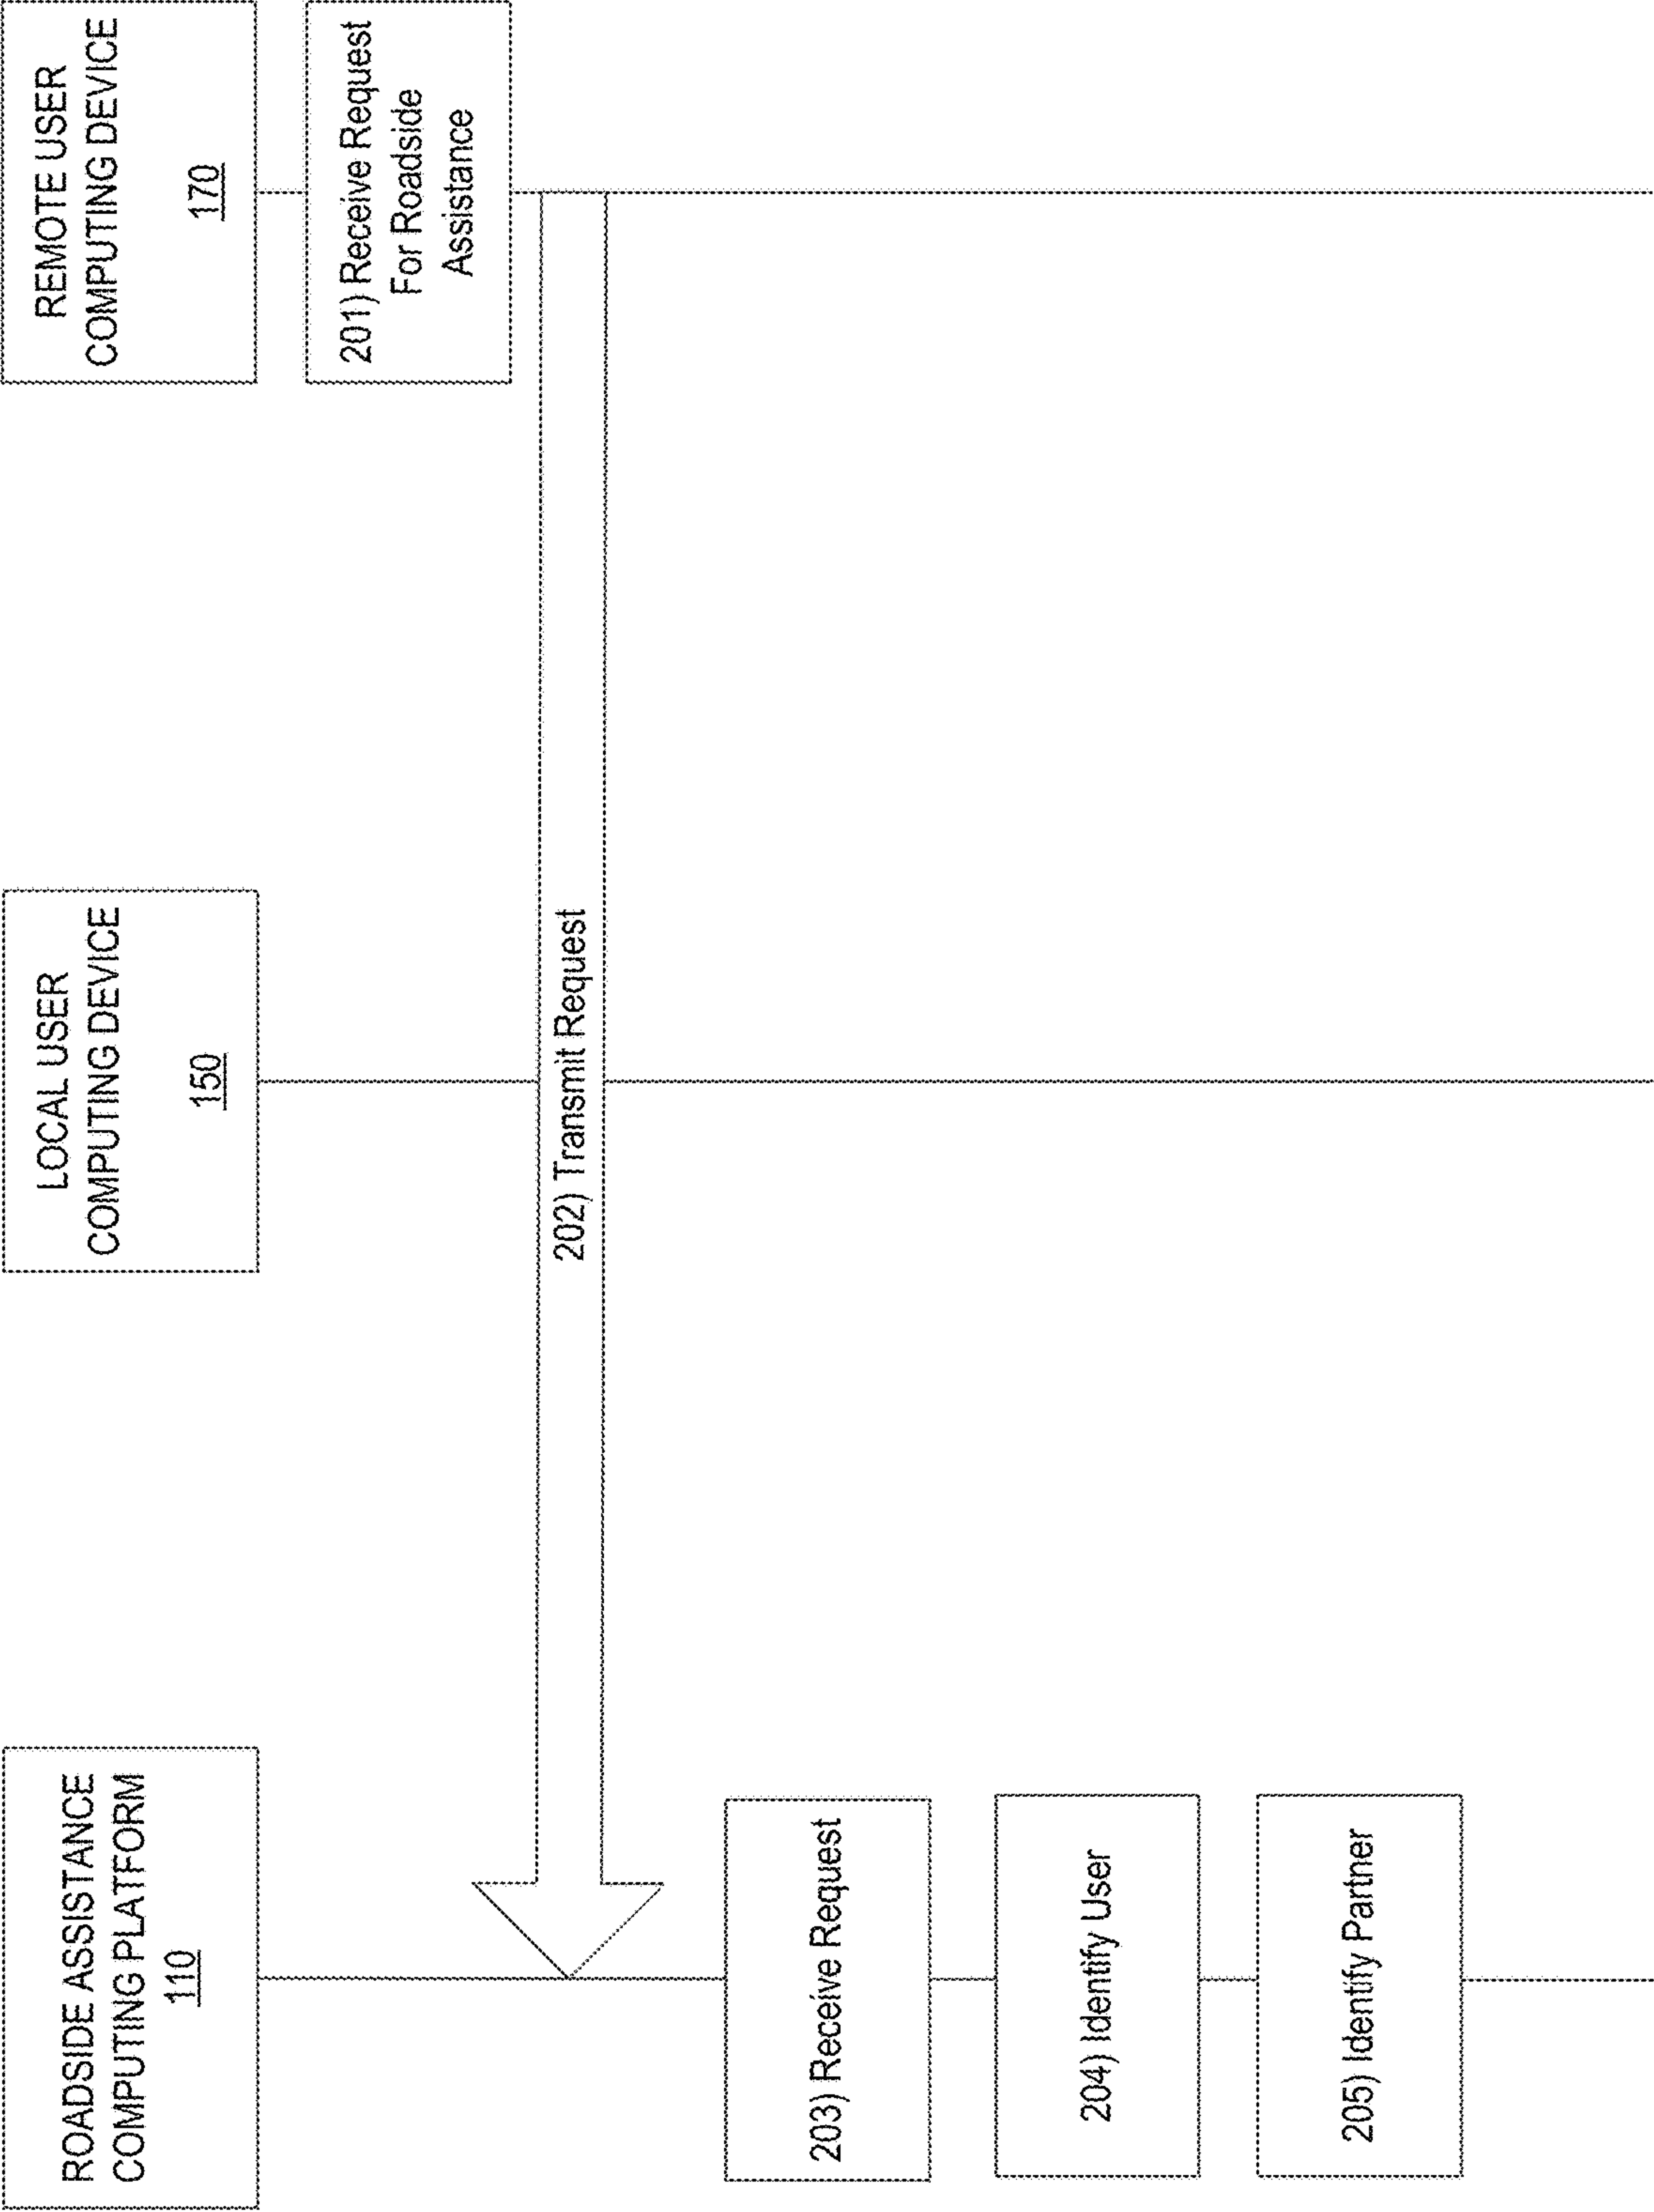 ROADSIDE ASSISTANCE
COMPUTING PLATFORM
110
LOCAL USER
COMPUTING DEVICE
150
REMOTE USER
COMPUTING DEVICE
170
201) Receive Request
For Roadside
Assistance
202) Transmit Request
203) Receive Request
204) Identify User
205) Identify Partner